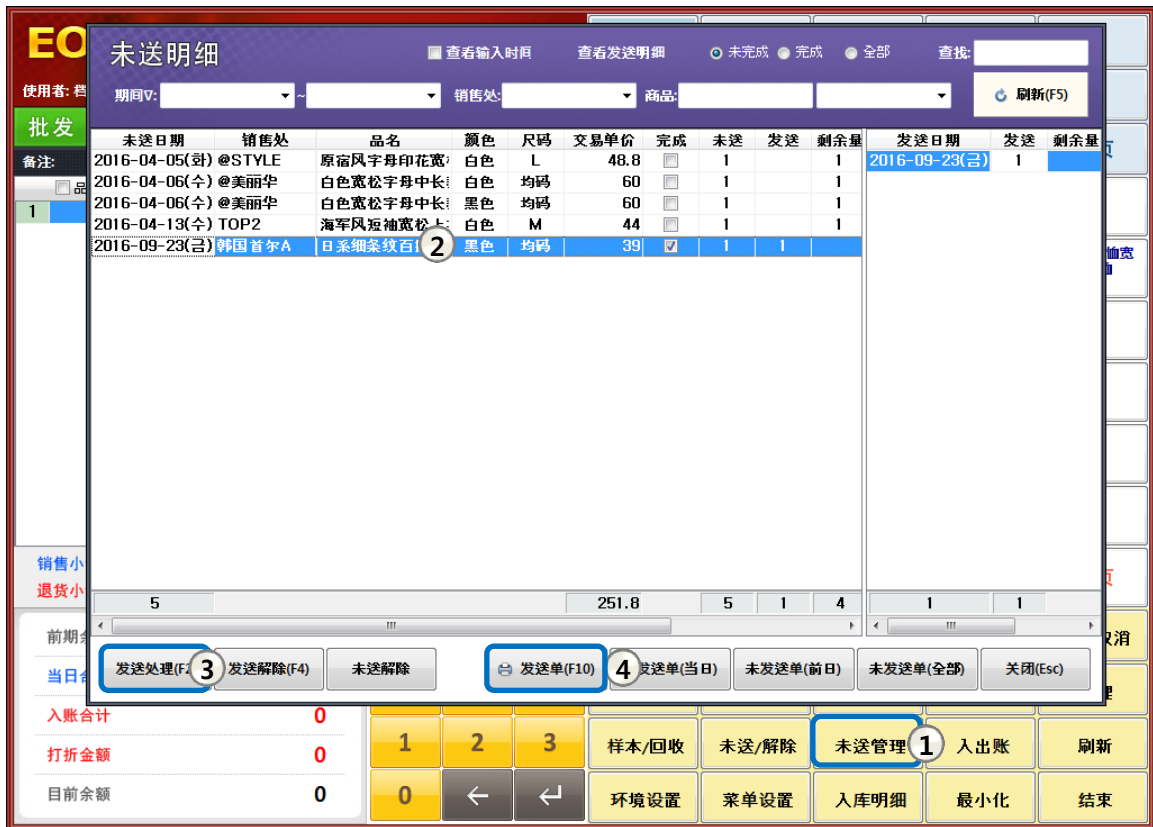 EO
未送明细 查看输入时间 查看发送明细 未完成 完成 全部 查找:
使用者: 档 期间∇: ~ 销售处: 商品: 刷新(F5)
批发
备注:
品
1
未送日期 销售处 品名 颜色 尺码 交易单价 完成 未送 发送 剩余量 发送日期 发送 剩余量
2016-04-05(화) @STYLE 原宿风字母印花宽 白色 L 48.8 1 1 2016-09-23(금) 1
2016-04-06(수) @美丽华 白色宽松字母中长 白色 均码 60 1 1
2016-04-06(수) @美丽华 白色宽松字母中长 黑色 均码 60 1 1
2016-04-13(수) TOP2 海军风短袖宽松上 白色 M 44 1 1
2016-09-23(금) 韩国首尔A 日系细条纹百 2 黑色 均码 39 1 1
恤宽
销售小
退货小
5 251.8 5 1 4 1 1
前期 取消
发送处理(F2 3 发送解除(F4) 未送解除 发送单(F10) 4 发送单(当日) 未发送单(前日) 未发送单(全部) 关闭(Esc)
当日合
入账合计 0
打折金额 0
目前余额 0
1 2 3 样本/回收 未送/解除 未送管理 1 入出账 刷新
0 ← 环境设置 菜单设置 入库明细 最小化 结束